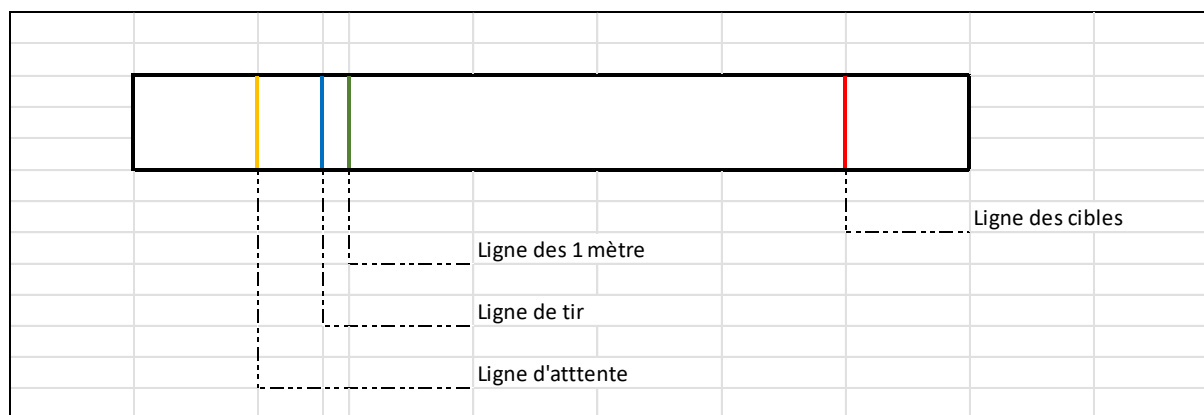 Ligne des cibles
Ligne des 1 mètre
Ligne de tir
Ligne d'atttente